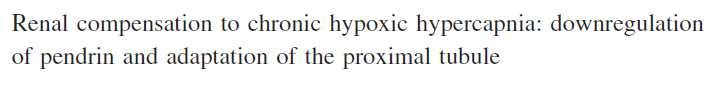 Renal compensation to chronic hypoxic hypercapnia: downregulation
of pendrin and adaptation of the proximal tubule